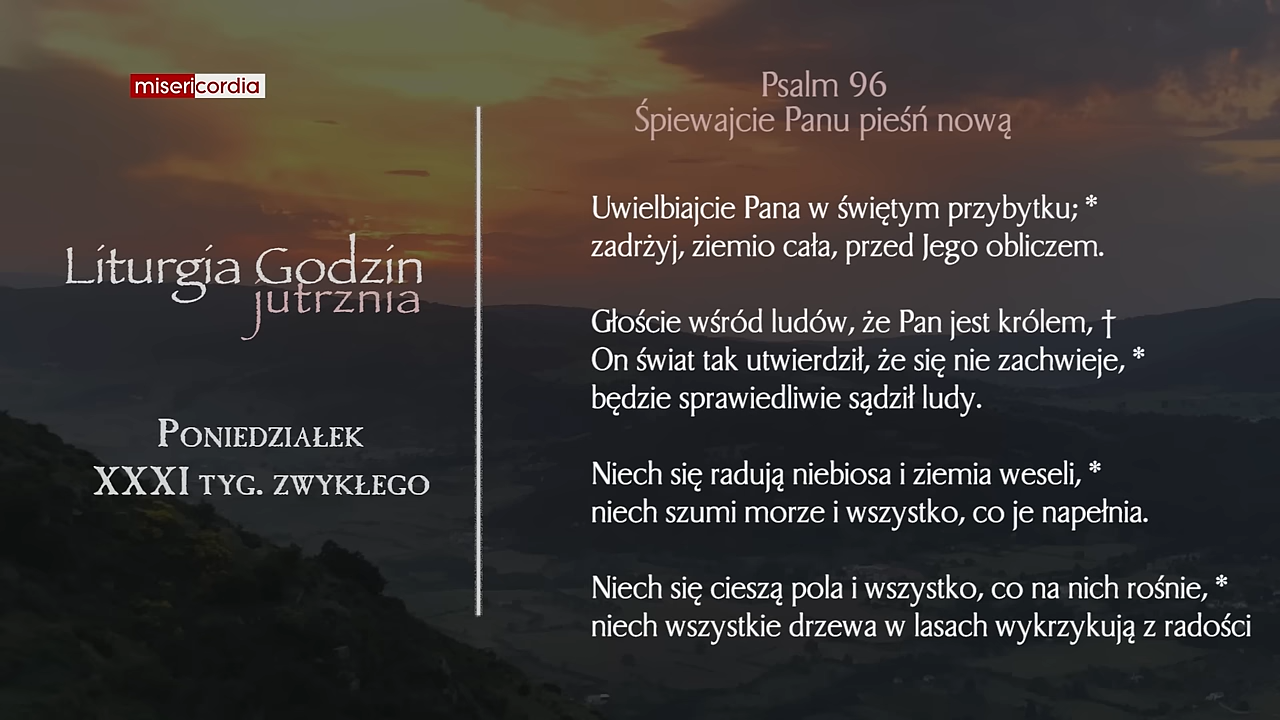 misericordia
Liturgia Godzin
jutrznia
Poniedziałek
XXXI tyg. zwykłego
Psalm 96
Śpiewajcie Panu pieśń nową
Uwielbiajcie Pana w świętym przybytku; *
zadrżyj, ziemio cała, przed Jego obliczem.
Głoście wśród ludów, że Pan jest królem, †
On świat tak utwierdził, że się nie zachwieje, *
będzie sprawiedliwie sądził ludy.
Niech się radują niebiosa i ziemia weseli, *
niech szumi morze i wszystko, co je napełnia.
Niech się cieszą pola i wszystko, co na nich rośnie, *
niech wszystkie drzewa w lasach wykrzykują z radości